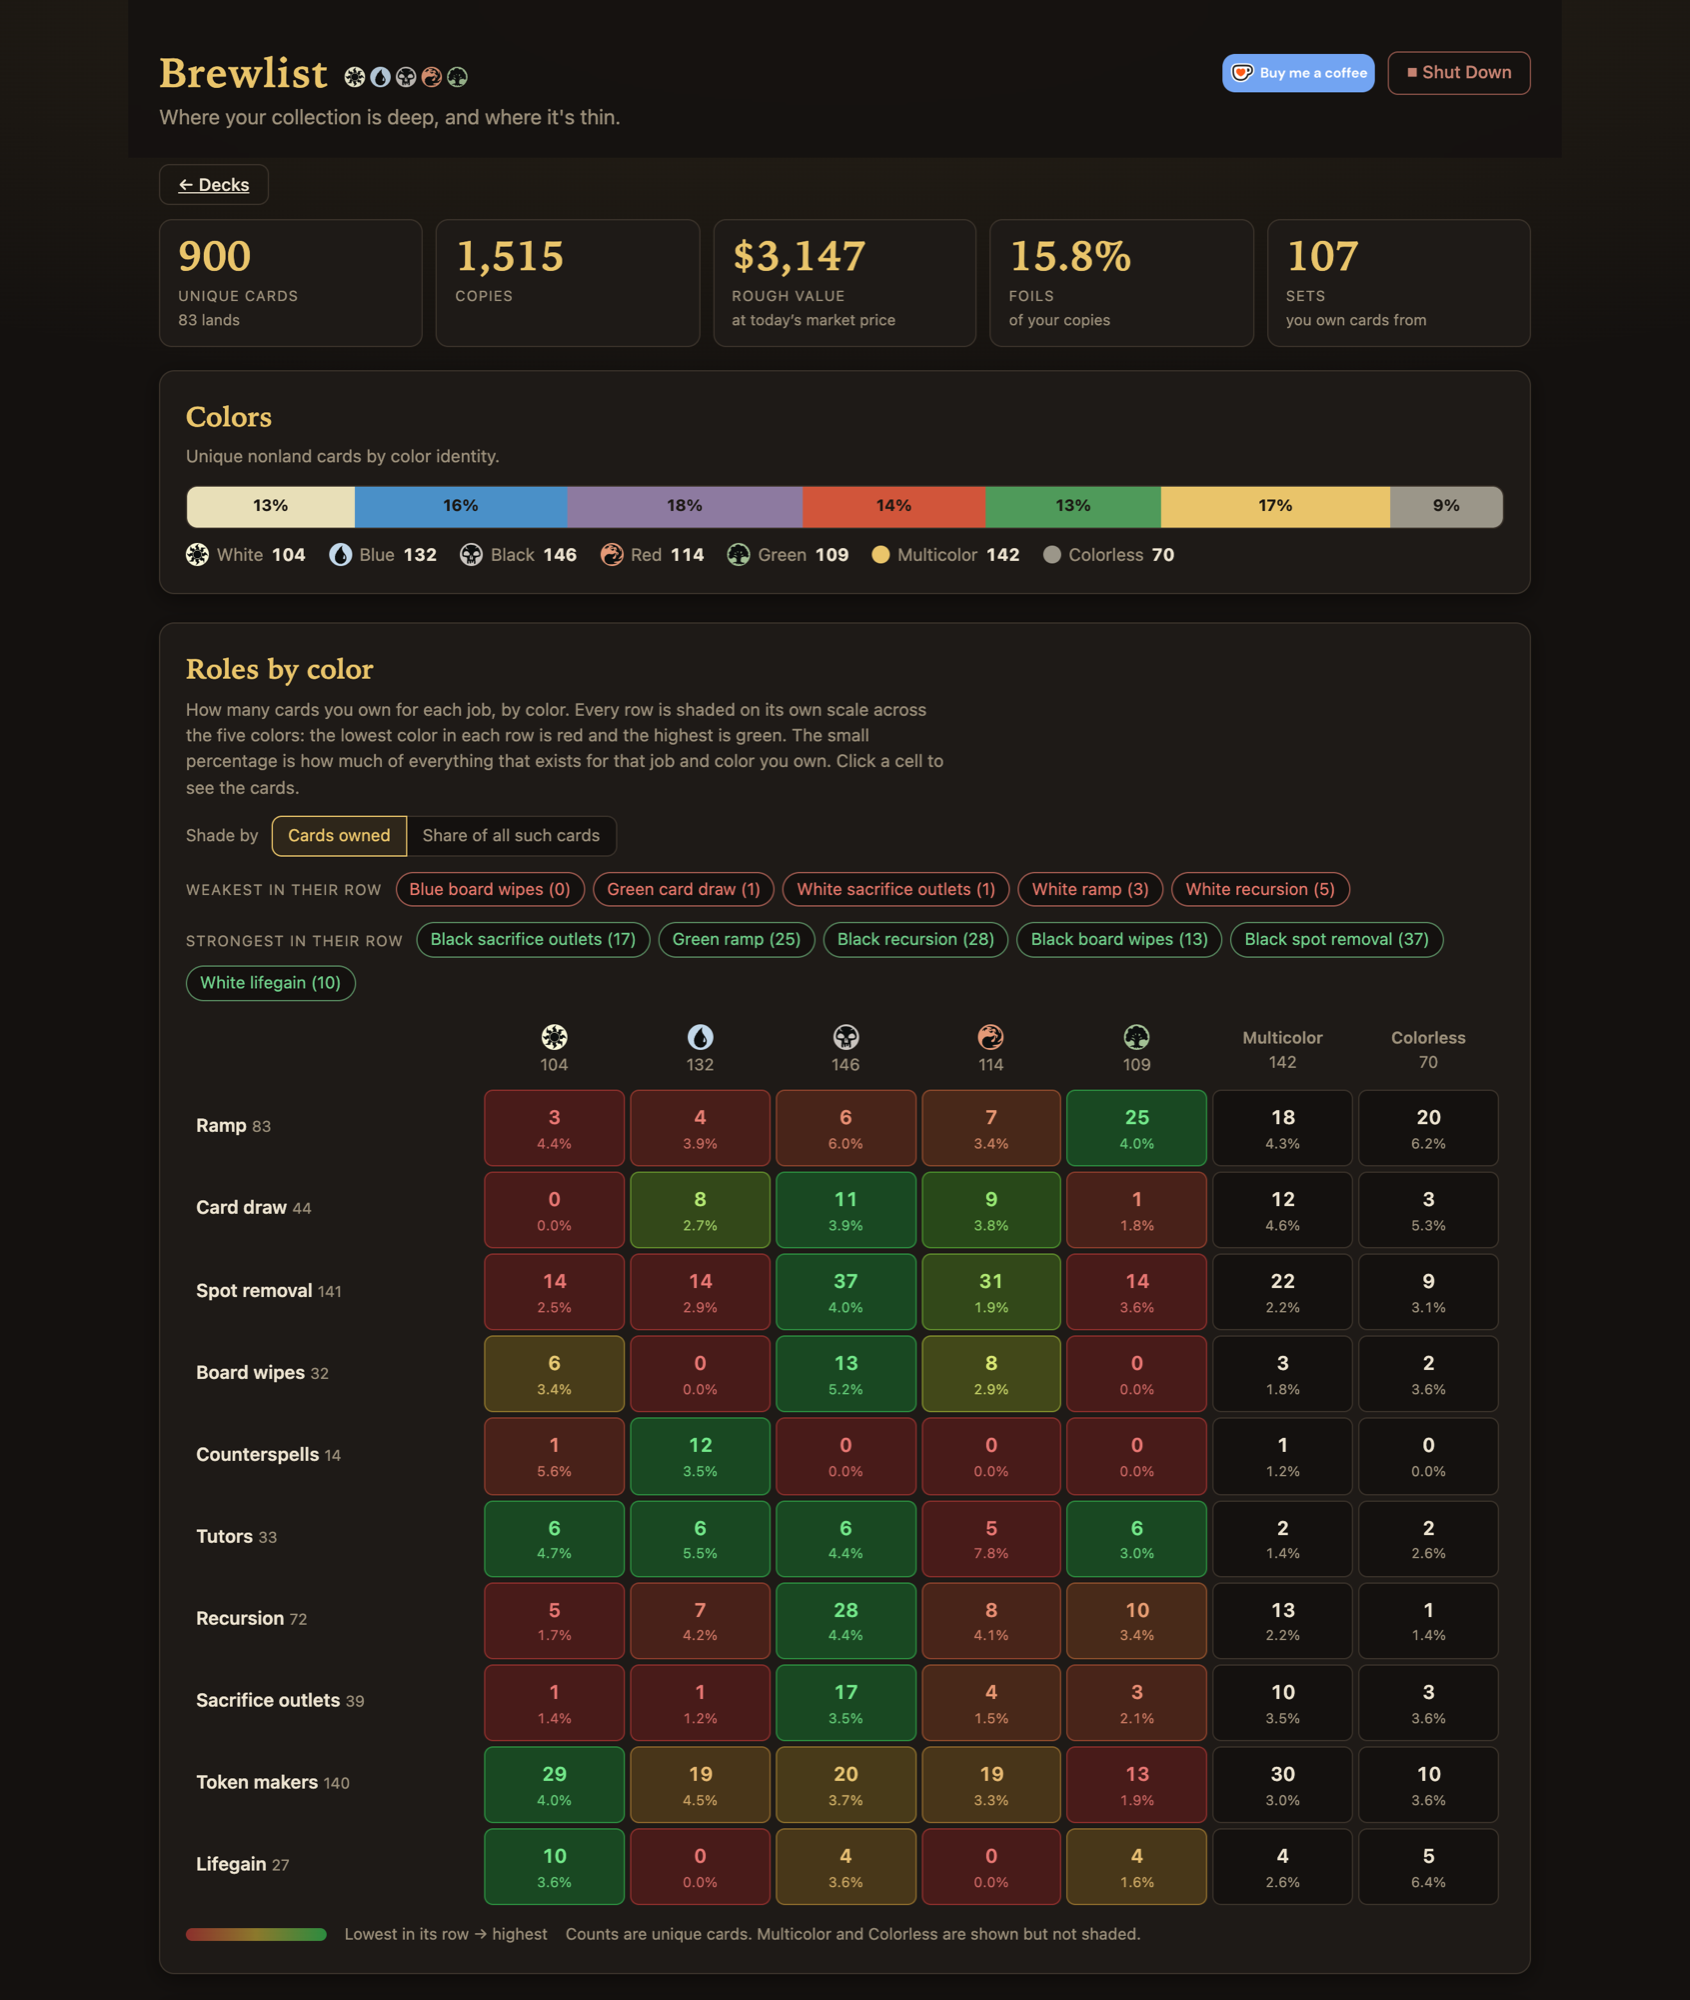 Brewlist
Buy me a coffee
■ Shut Down
Where your collection is deep, and where it's thin.
← Decks
900
UNIQUE CARDS
83 lands
1,515
COPIES
$3,147
ROUGH VALUE
at today's market price
15.8%
FOILS
of your copies
107
SETS
you own cards from
Colors
Unique nonland cards by color identity.
13% 16% 18% 14% 13% 17% 9%
White 104 Blue 132 Black 146 Red 114 Green 109 Multicolor 142 Colorless 70
Roles by color
How many cards you own for each job, by color. Every row is shaded on its own scale across
the five colors: the lowest color in each row is red and the highest is green. The small
percentage is how much of everything that exists for that job and color you own. Click a cell to
see the cards.
Shade by Cards owned Share of all such cards
WEAKEST IN THEIR ROW Blue board wipes (0) Green card draw (1) White sacrifice outlets (1) White ramp (3) White recursion (5)
STRONGEST IN THEIR ROW Black sacrifice outlets (17) Green ramp (25) Black recursion (28) Black board wipes (13) Black spot removal (37)
White lifegain (10)
Multicolor Colorless
104 132 146 114 109 142 70
Ramp 83
3 4 6 7 25 18 20
4.4% 3.9% 6.0% 3.4% 4.0% 4.3% 6.2%
Card draw 44
0 8 11 9 1 12 3
0.0% 2.7% 3.9% 3.8% 1.8% 4.6% 5.3%
Spot removal 141
14 14 37 31 14 22 9
2.5% 2.9% 4.0% 1.9% 3.6% 2.2% 3.1%
Board wipes 32
6 0 13 8 0 3 2
3.4% 0.0% 5.2% 2.9% 0.0% 1.8% 3.6%
Counterspells 14
1 12 0 0 0 1 0
5.6% 3.5% 0.0% 0.0% 0.0% 1.2% 0.0%
Tutors 33
6 6 6 5 6 2 2
4.7% 5.5% 4.4% 7.8% 3.0% 1.4% 2.6%
Recursion 72
5 7 28 8 10 13 1
1.7% 4.2% 4.4% 4.1% 3.4% 2.2% 1.4%
Sacrifice outlets 39
1 1 17 4 3 10 3
1.4% 1.2% 3.5% 1.5% 2.1% 3.5% 3.6%
Token makers 140
29 19 20 19 13 30 10
4.0% 4.5% 3.7% 3.3% 1.9% 3.0% 3.6%
Lifegain 27
10 0 4 0 4 4 5
3.6% 0.0% 3.6% 0.0% 1.6% 2.6% 6.4%
Lowest in its row → highest Counts are unique cards. Multicolor and Colorless are shown but not shaded.